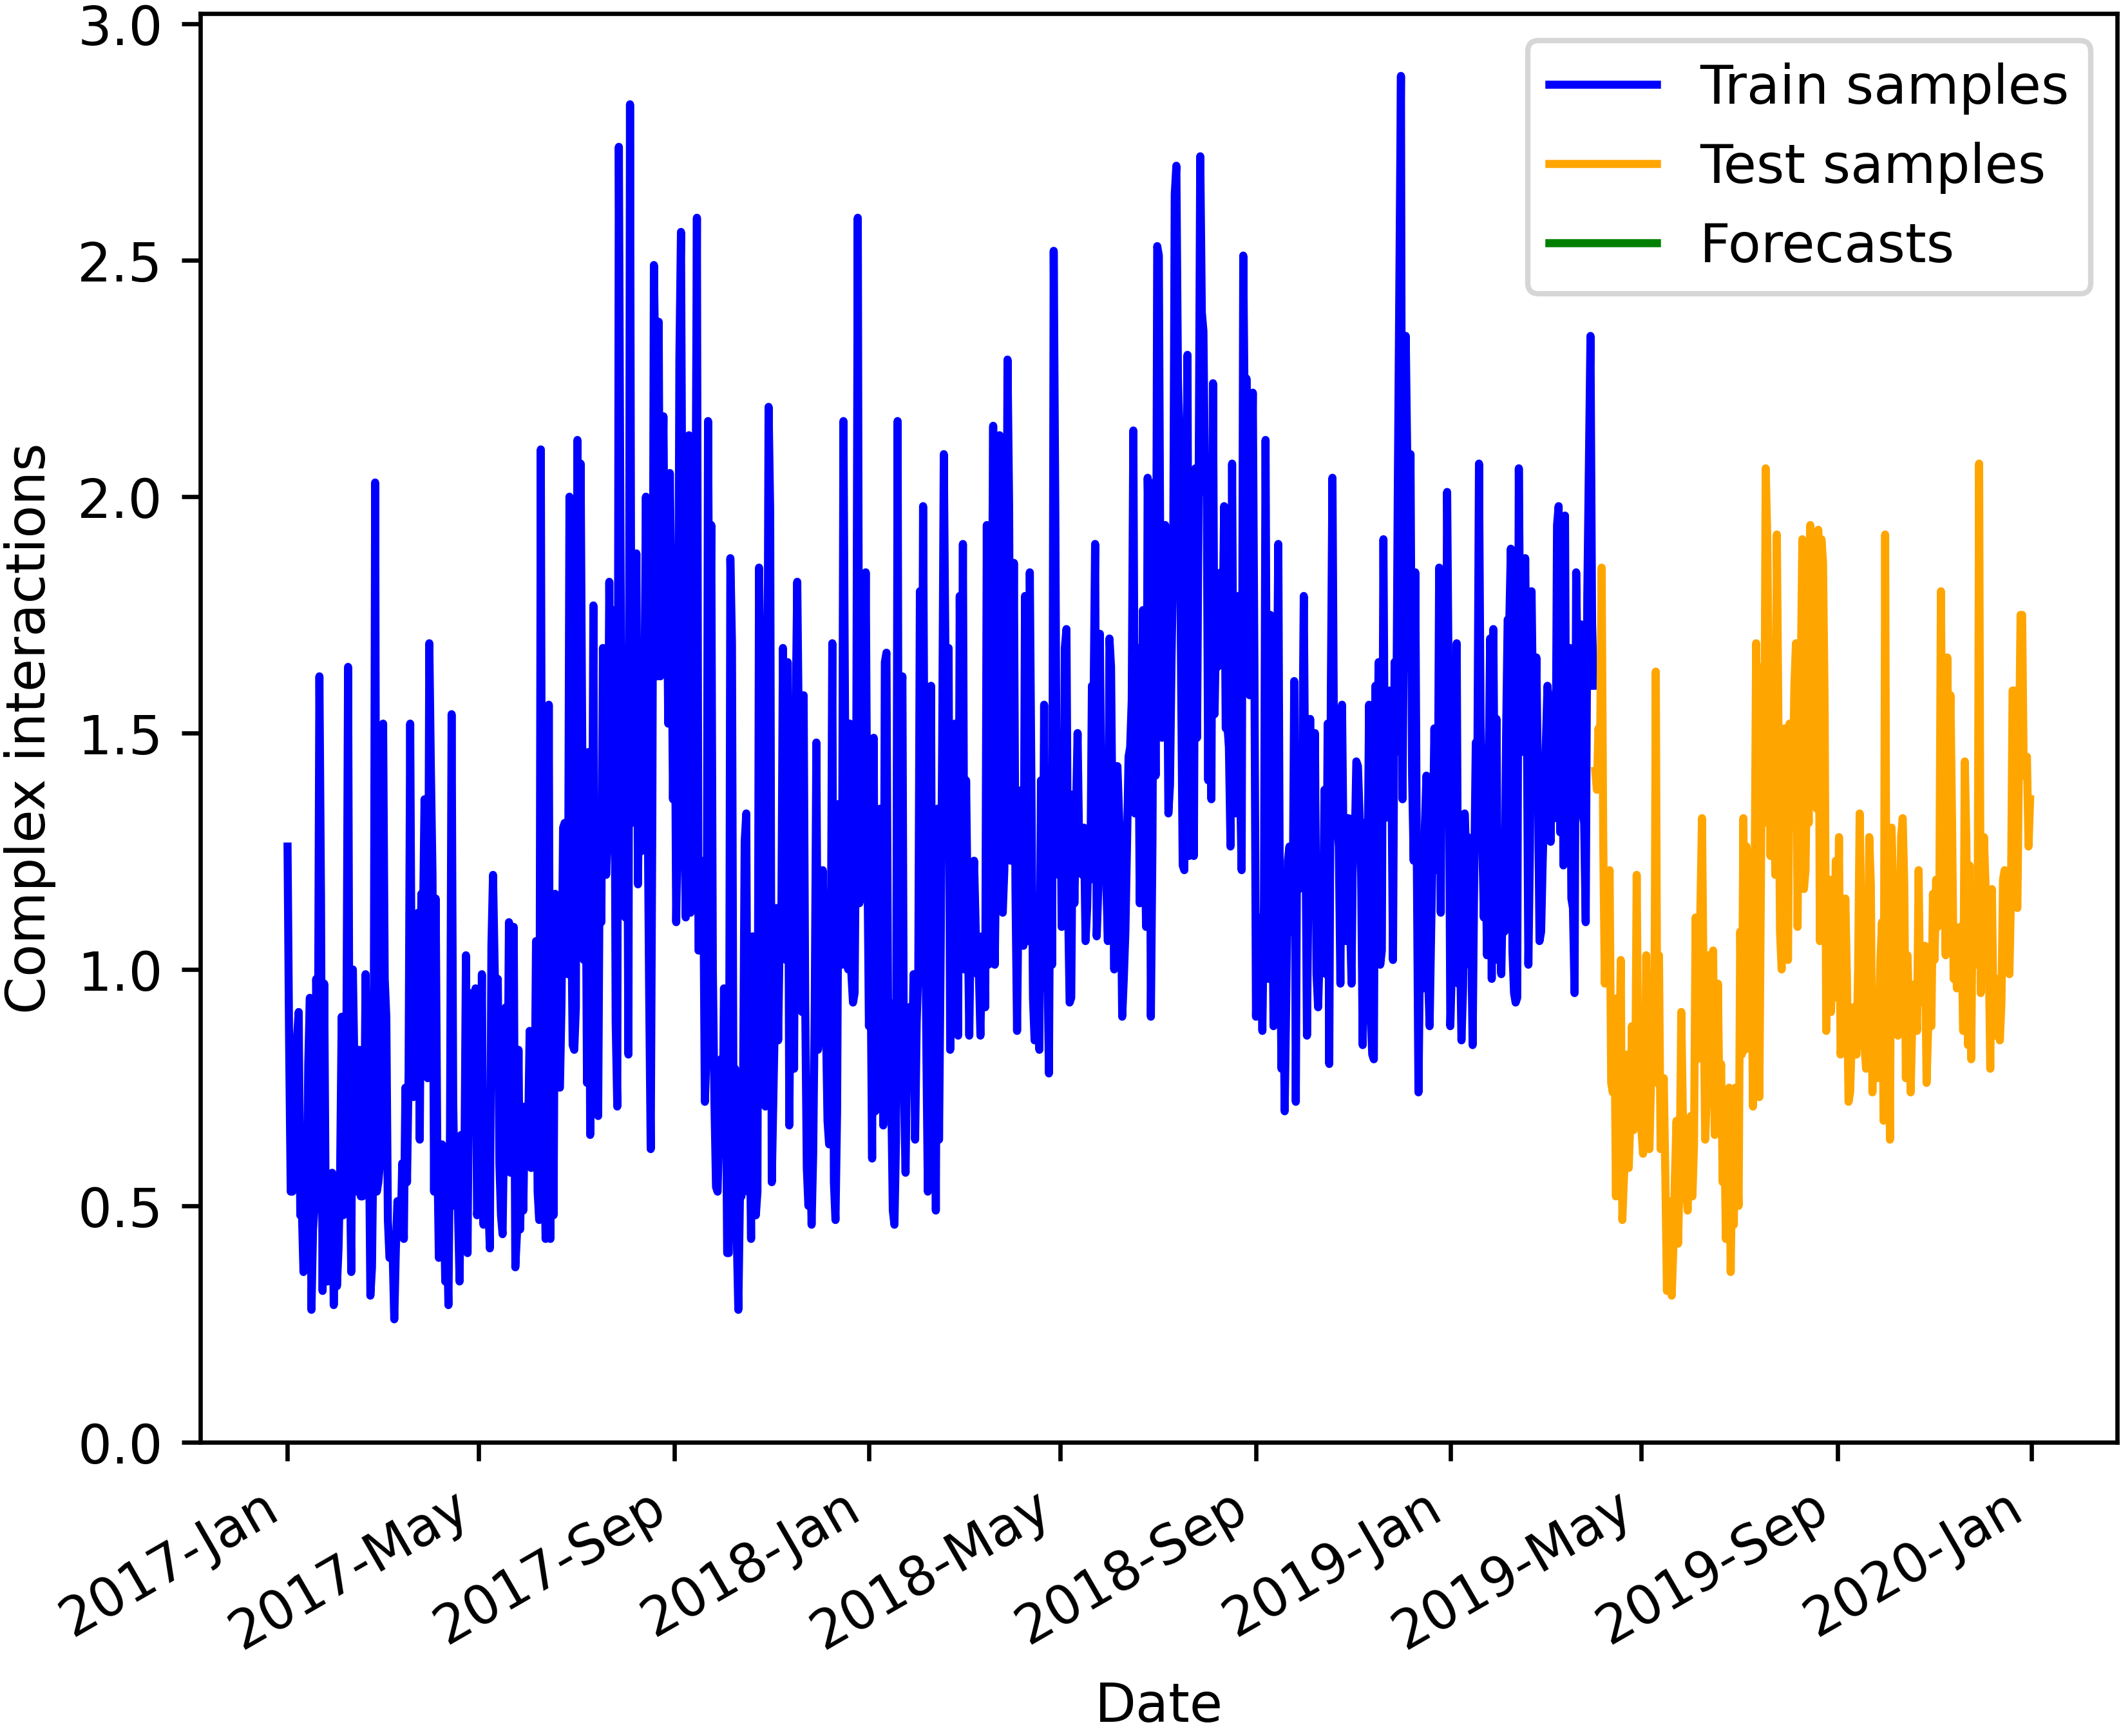 3.0
2.5
2.0
1.5
1.0
0.5
0.0
Complex interactions
Train samples
Test samples
Forecasts
2017-Jan
2017-May
2017-Sep
2018-Jan
2018-May
2018-Sep
2019-Jan
2019-May
2019-Sep
2020-Jan
Date